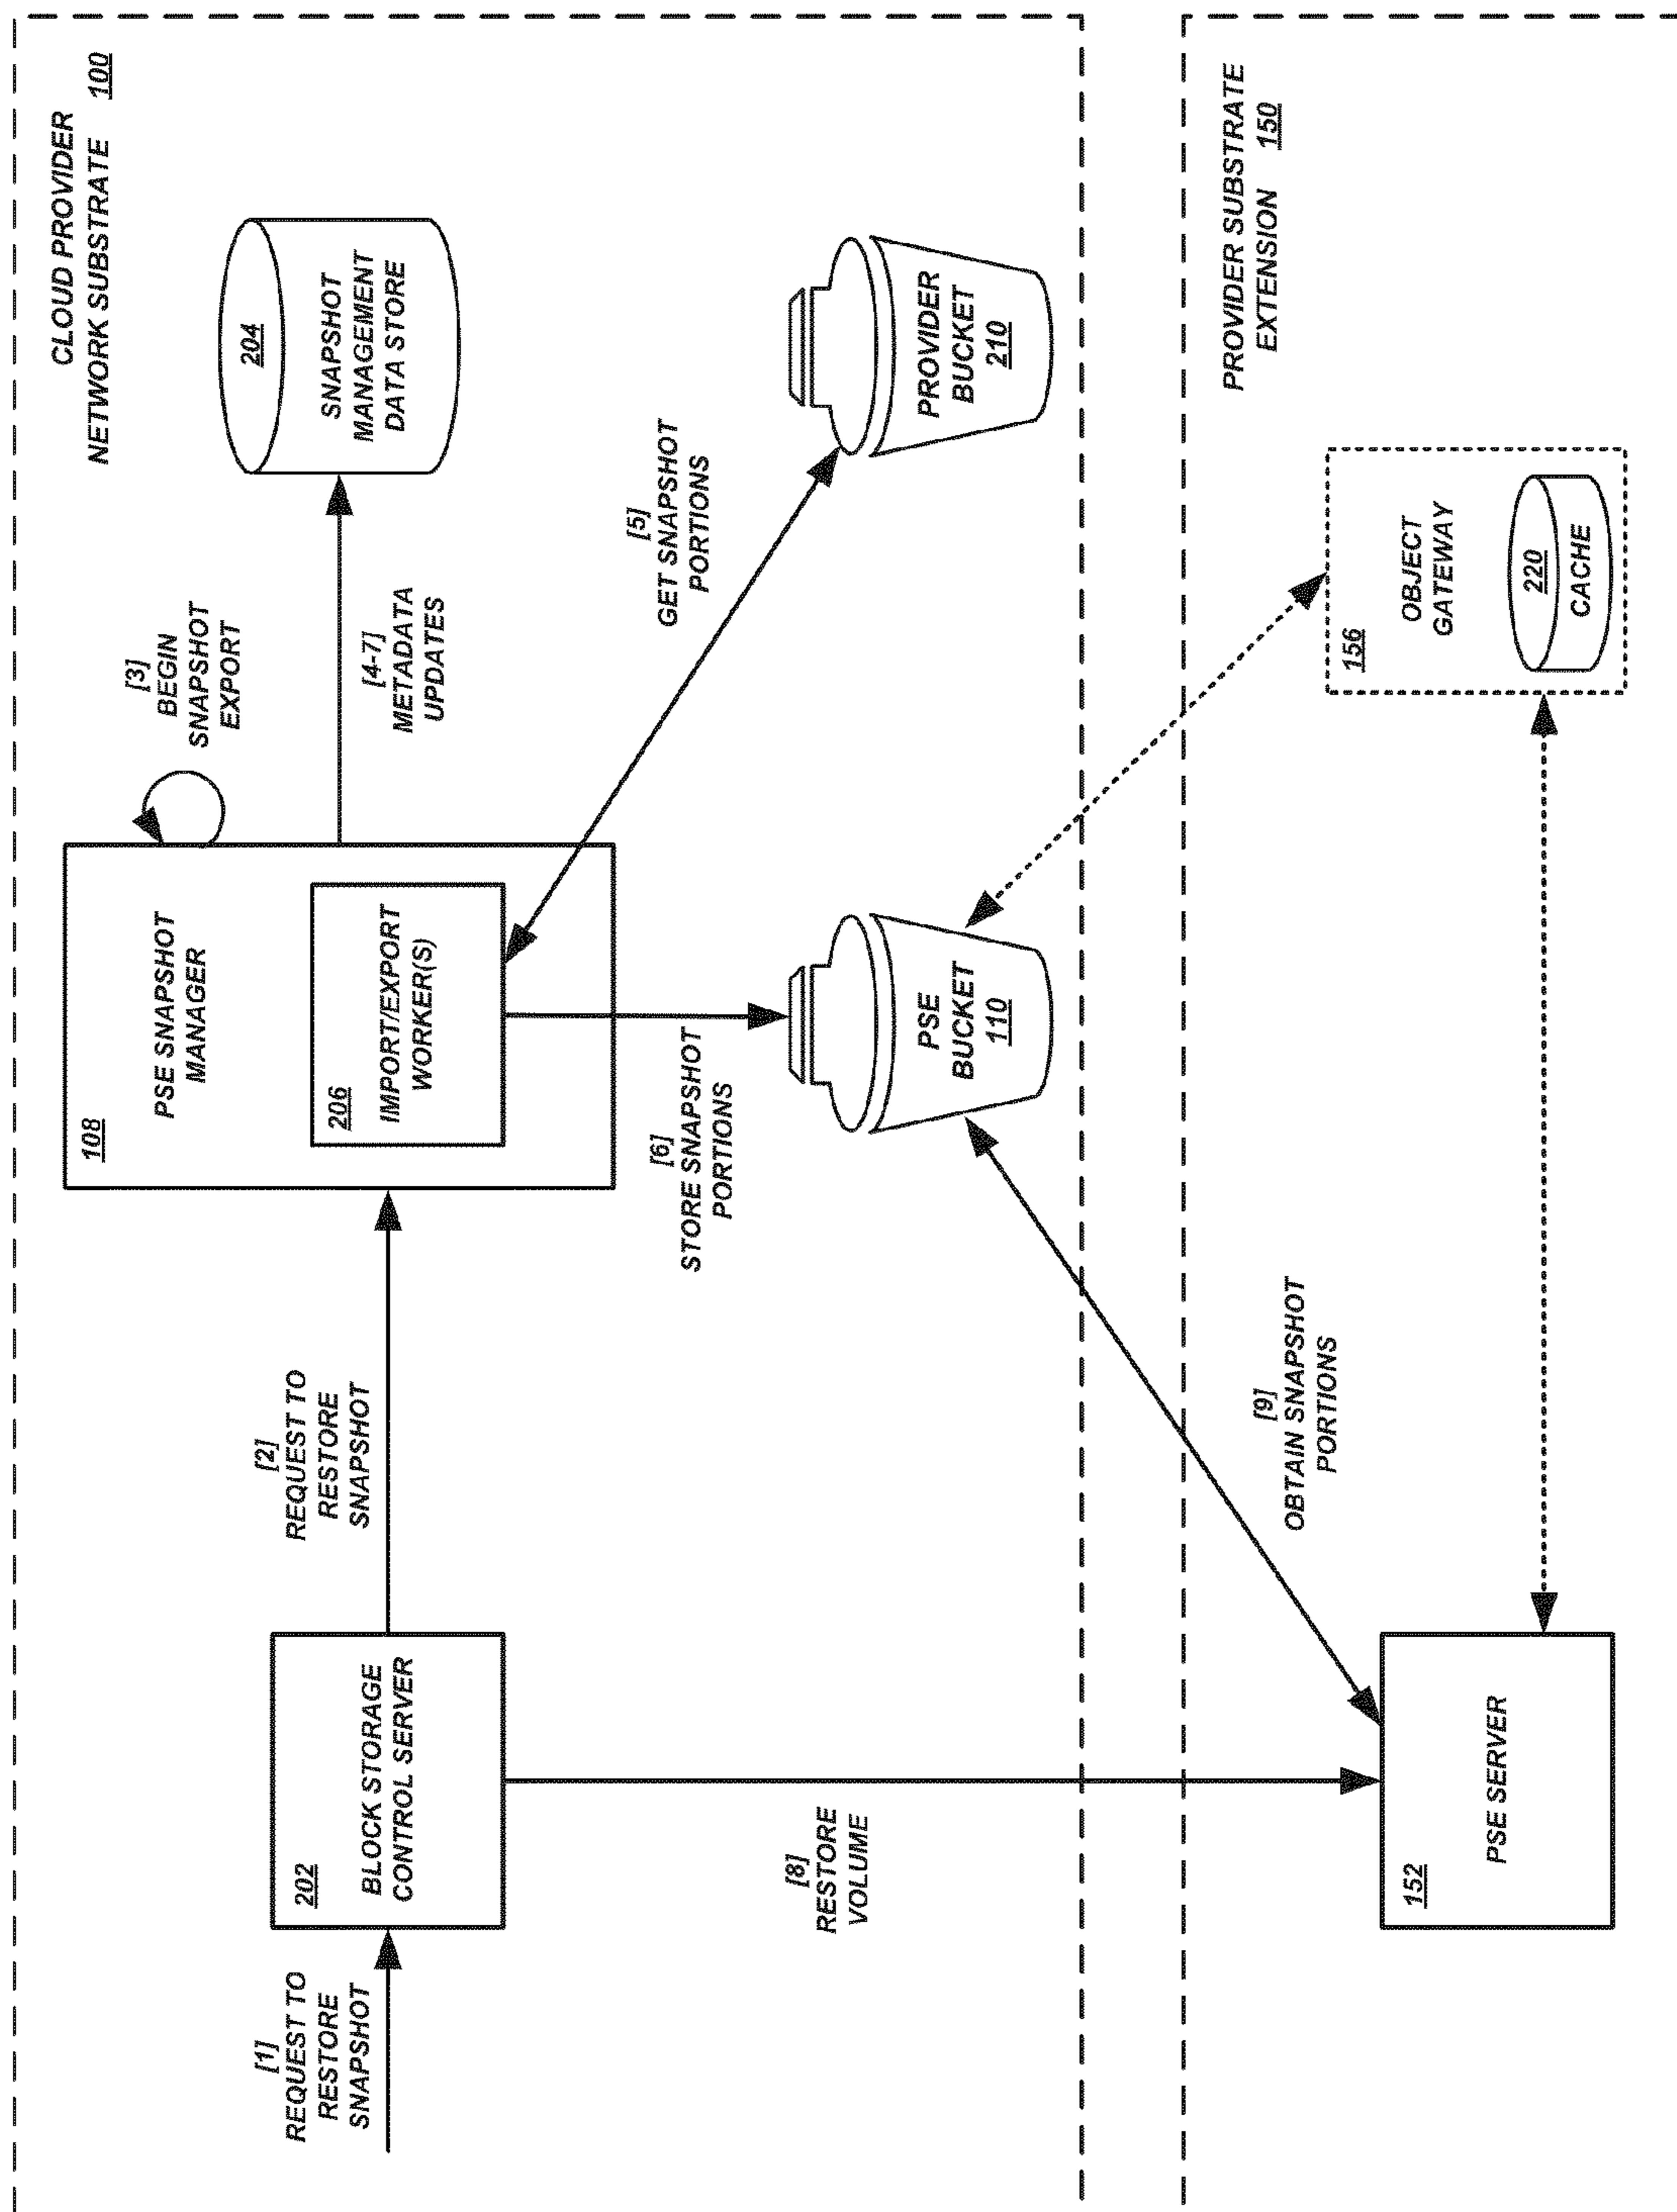 CLOUD PROVIDER
NETWORK SUBSTRATE 100
[1]
REQUEST TO
RESTORE
SNAPSHOT
202
BLOCK STORAGE
CONTROL SERVER
[2]
REQUEST TO
RESTORE
SNAPSHOT
108
PSE SNAPSHOT
MANAGER
206
IMPORT/EXPORT
WORKER(S)
[3]
BEGIN
SNAPSHOT
EXPORT
[4-7]
METADATA
UPDATES
204
SNAPSHOT
MANAGEMENT
DATA STORE
[8]
RESTORE
VOLUME
[6]
STORE SNAPSHOT
PORTIONS
[5]
GET SNAPSHOT
PORTIONS
PSE
BUCKET
110
PROVIDER
BUCKET
210
PROVIDER SUBSTRATE
EXTENSION 150
[9]
OBTAIN SNAPSHOT
PORTIONS
152
PSE SERVER
156
OBJECT
GATEWAY
220
CACHE